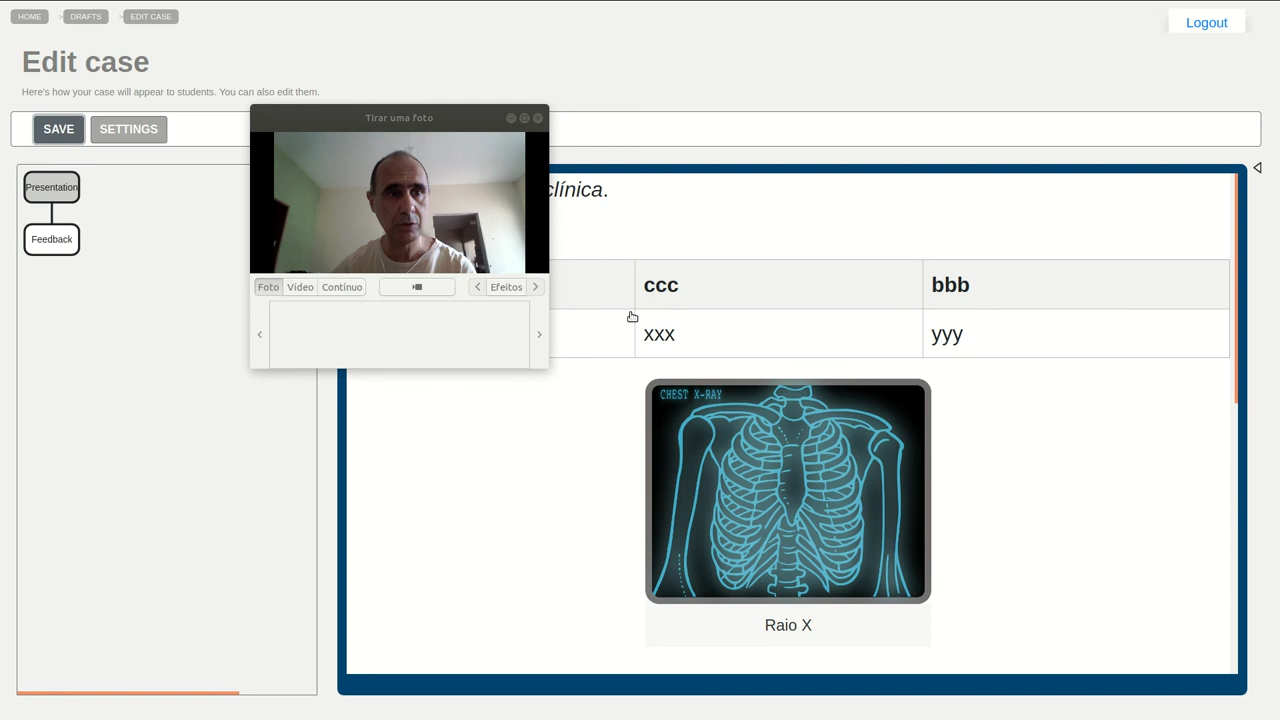 HOME > DRAFTS > EDIT CASE
Logout
Edit case
Here's how your case will appear to students. You can also edit them.
SAVE SETTINGS
Tirar uma foto
Presentation
Feedback
clínica.
Foto Vídeo Contínuo Efeitos
ccc bbb
xxx yyy
CHEST X-RAY
Raio X